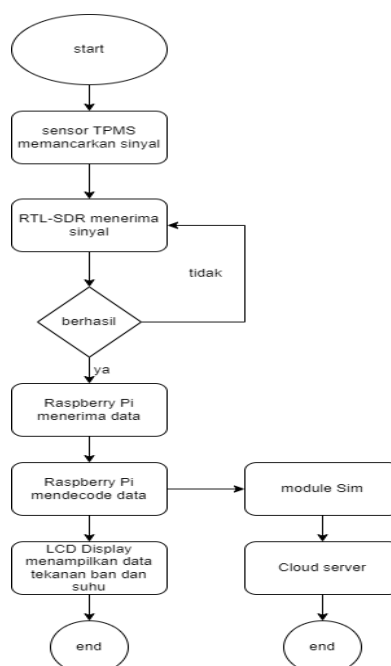 start
sensor TPMS
memancarkan sinyal
RTL-SDR menerima
sinyal
tidak
berhasil
ya
Raspberry Pi
menerima data
Raspberry Pi
mendecode data
module Sim
LCD Display
menampilkan data
tekanan ban dan
suhu
Cloud server
end
end